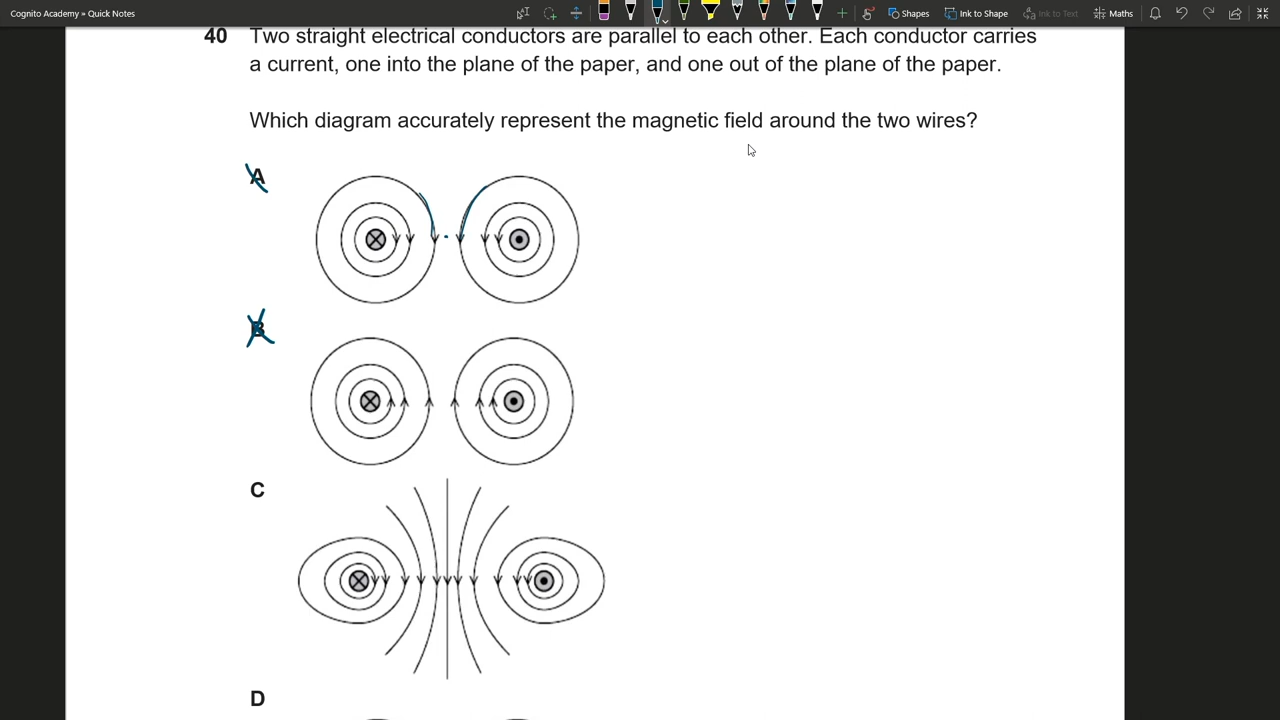 Cognito Academy » Quick Notes
Shapes
Ink to Shape
Ink to Text
Maths
40 Two straight electrical conductors are parallel to each other. Each conductor carries
a current, one into the plane of the paper, and one out of the plane of the paper.
Which diagram accurately represent the magnetic field around the two wires?
A
B
C
D